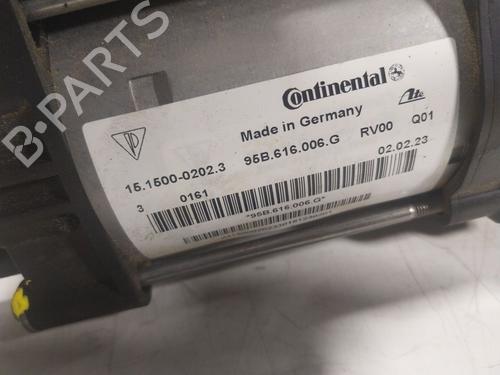 B-PARTS
Continental
Ate
Made in Germany
15.1500-0202.3 95B.616.006.G RV00 Q01
3 0161 02.02.23
*95B.616.006.G*